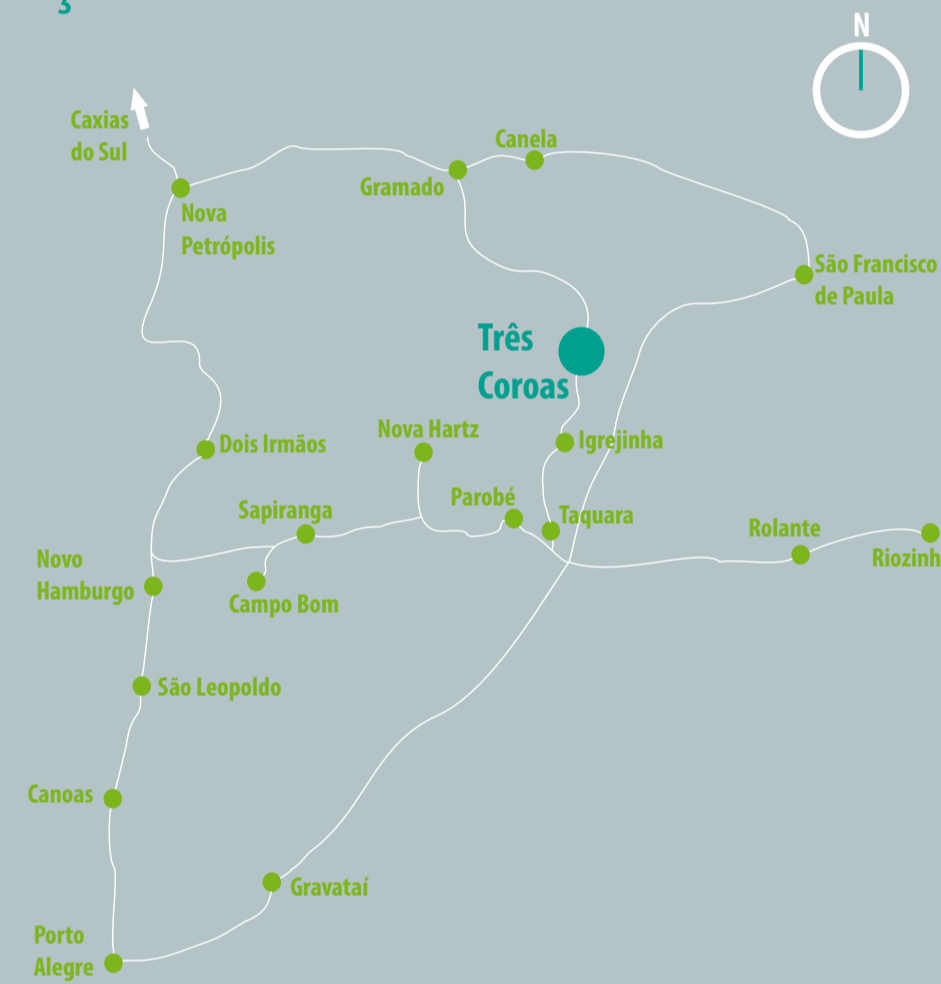 3
N
Caxias
do Sul
Canela
Gramado
Nova
Petrópolis
São Francisco
de Paula
Três
Coroas
Nova Hartz
Igrejinha
Dois Irmãos
Parobé
Sapiranga
Taquara
Rolante
Novo
Hamburgo
Riozinh
Campo Bom
São Leopoldo
Canoas
Gravataí
Porto
Alegre